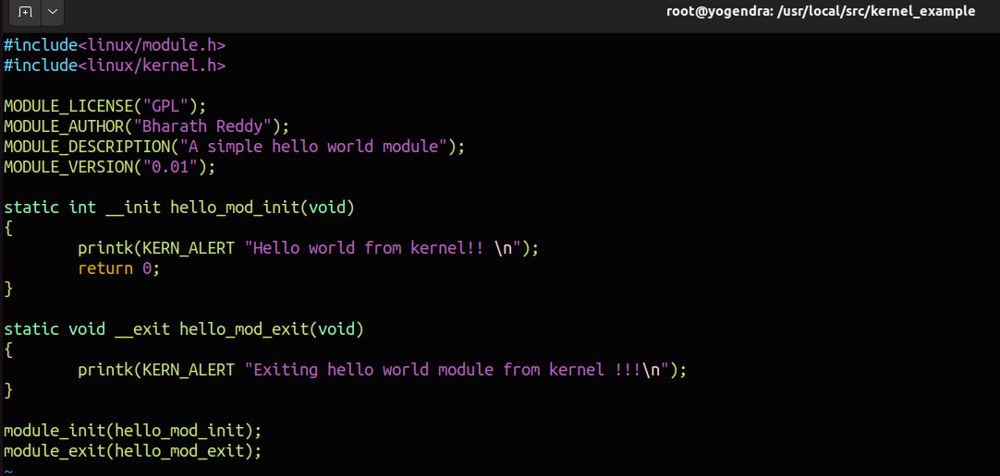 root@yogendra: /usr/local/src/kernel_example
#include<linux/module.h>
#include<linux/kernel.h>

MODULE_LICENSE("GPL");
MODULE_AUTHOR("Bharath Reddy");
MODULE_DESCRIPTION("A simple hello world module");
MODULE_VERSION("0.01");

static int __init hello_mod_init(void)
{
        printk(KERN_ALERT "Hello world from kernel!! \n");
        return 0;
}

static void __exit hello_mod_exit(void)
{
        printk(KERN_ALERT "Exiting hello world module from kernel !!!\n");
}

module_init(hello_mod_init);
module_exit(hello_mod_exit);
~